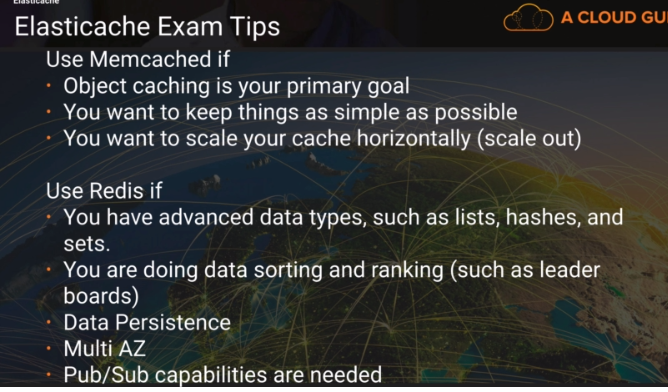 Elasticache
Elasticache Exam Tips
A CLOUD GU
Use Memcached if
· Object caching is your primary goal
· You want to keep things as simple as possible
· You want to scale your cache horizontally (scale out)
Use Redis if
· You have advanced data types, such as lists, hashes, and
sets.
· You are doing data sorting and ranking (such as leader
boards)
· Data Persistence
· Multi AZ
· Pub/Sub capabilities are needed